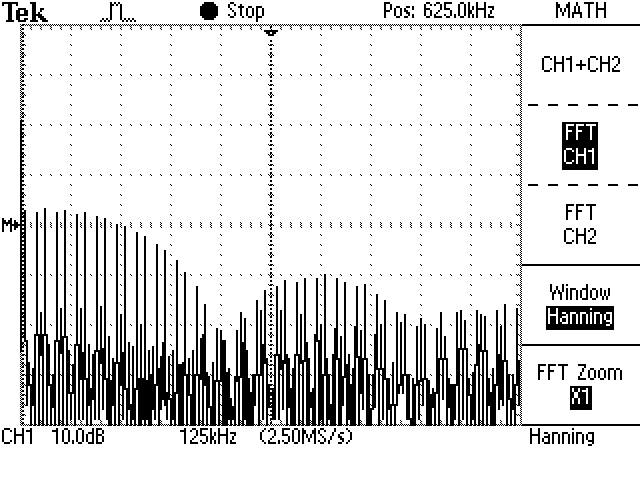 Tek Stop Pos: 625.0kHz MATH
CH1+CH2
FFT
CH1
M
FFT
CH2
Window
Hanning
FFT Zoom
X1
CH1 10.0dB 125kHz (2.50MS/s) Hanning